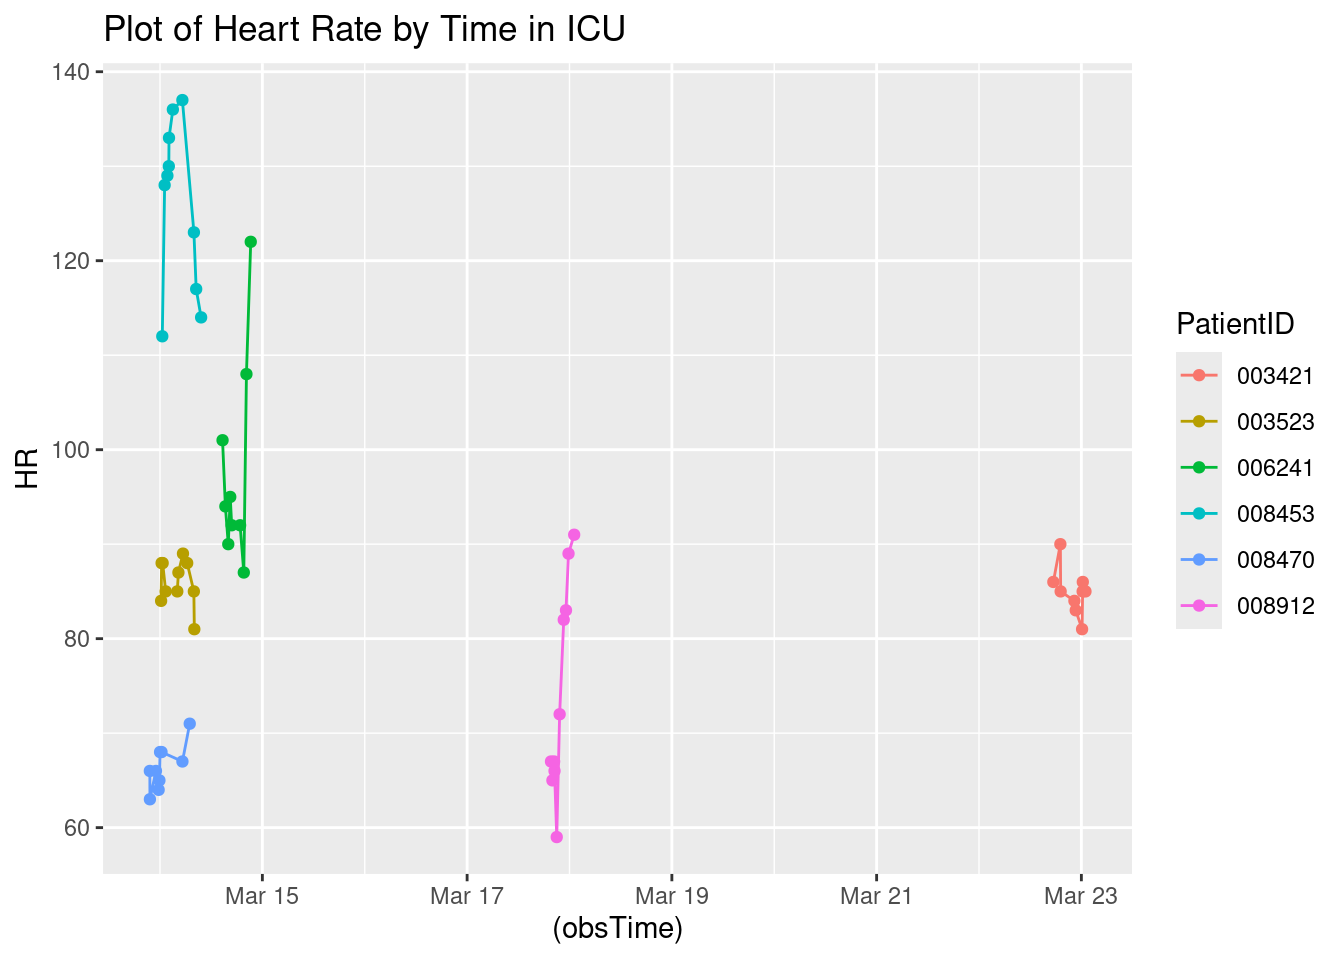 Plot of Heart Rate by Time in ICU
140
120
100
80
60
HR
Mar 15
Mar 17
Mar 19
Mar 21
Mar 23
(obsTime)
PatientID
003421
003523
006241
008453
008470
008912